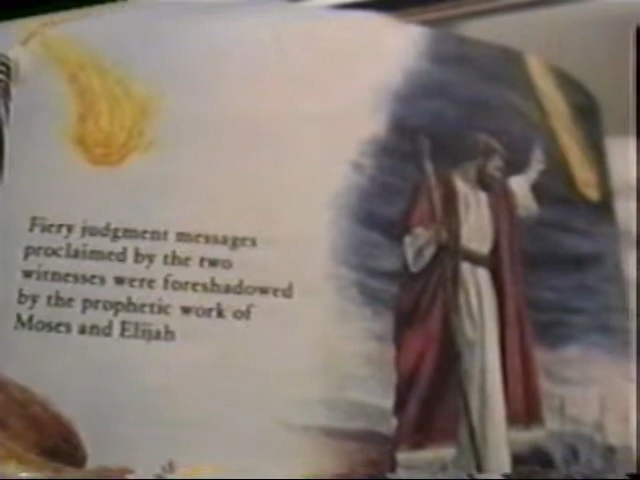 Fiery judgment messages
proclaimed by the two
witnesses were foreshadowed
by the prophetic work of
Moses and Elijah